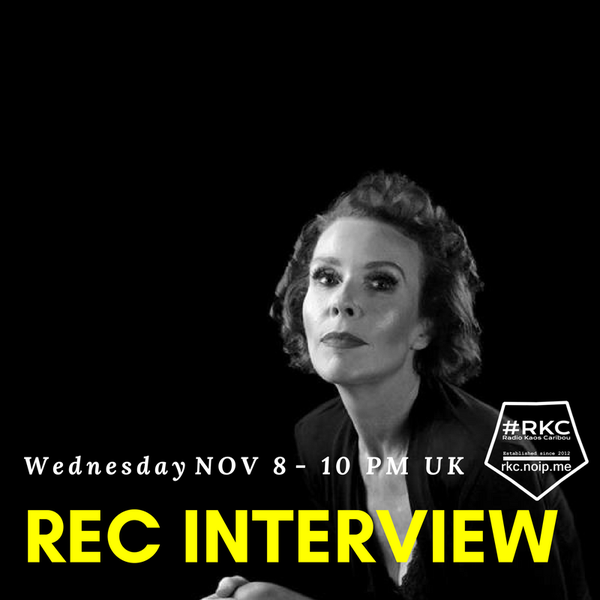 #RKC
Radio Kaos Caribou
Established since 2012
rkc.noip.me
Wednesday NOV 8 - 10 PM UK
REC INTERVIEW